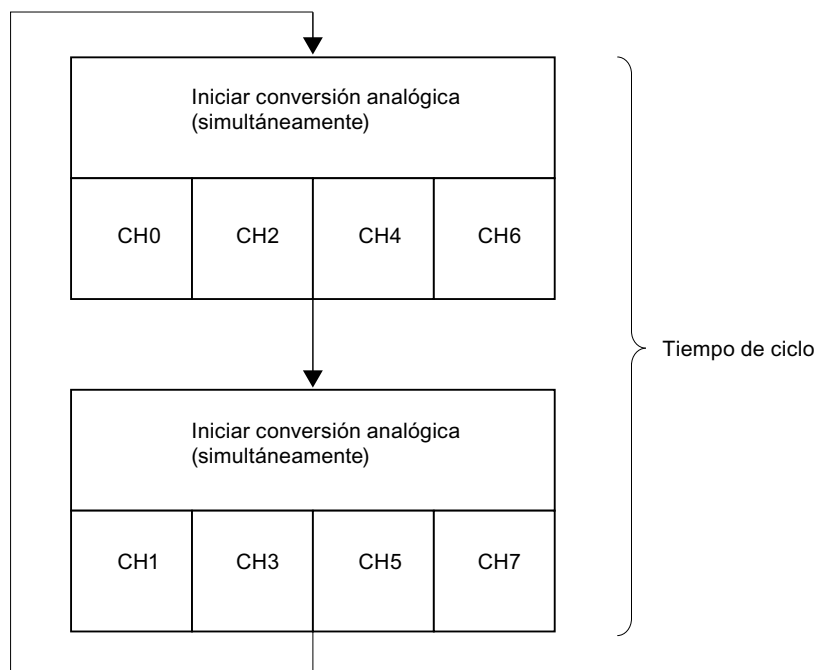 Iniciar conversión analógica
(simultáneamente)
CH0 CH2 CH4 CH6
Tiempo de ciclo
Iniciar conversión analógica
(simultáneamente)
CH1 CH3 CH5 CH7